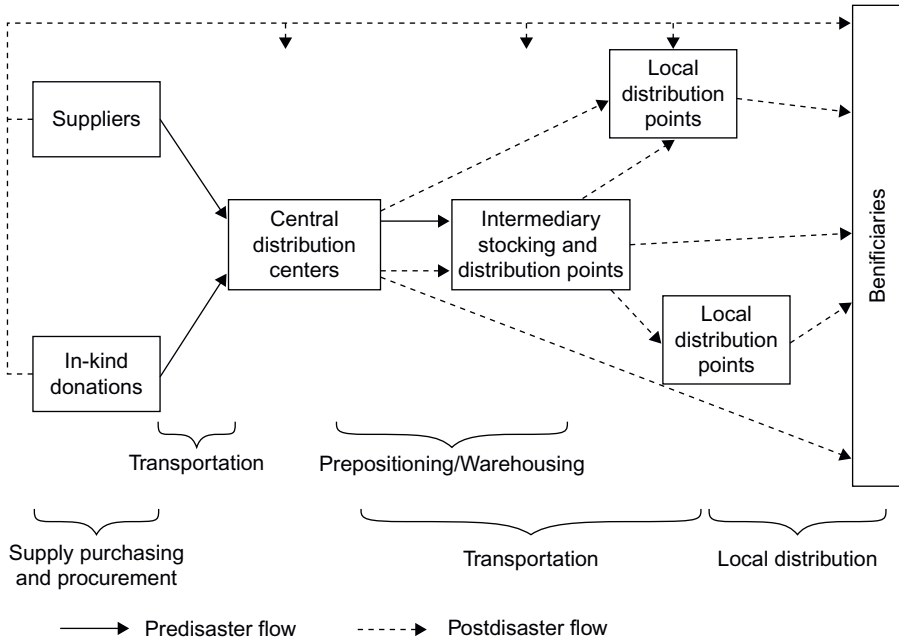 Suppliers
In-kind
donations
Central
distribution
centers
Intermediary
stocking and
distribution points
Local
distribution
points
Local
distribution
points
Benificiaries
Transportation
Prepositioning/Warehousing
Supply purchasing
and procurement
Transportation
Local distribution
Predisaster flow
Postdisaster flow